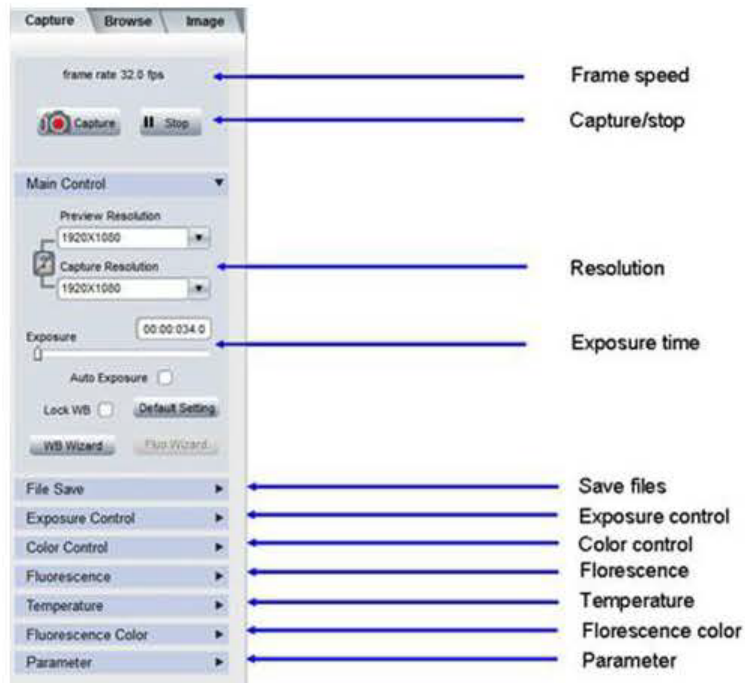 Capture Browse Image
frame rate 32.0 fps
Frame speed
Capture Stop
Capture/stop
Main Control
Preview Resolution
1920X1080
Capture Resolution
Resolution
1920X1080
Exposure 00:00:034.0
Exposure time
Auto Exposure
Lock WB Default Setting
WB Wizard Fluo Wizard
File Save
Save files
Exposure Control
Exposure control
Color Control
Color control
Fluorescence
Florescence
Temperature
Temperature
Fluorescence Color
Florescence color
Parameter
Parameter